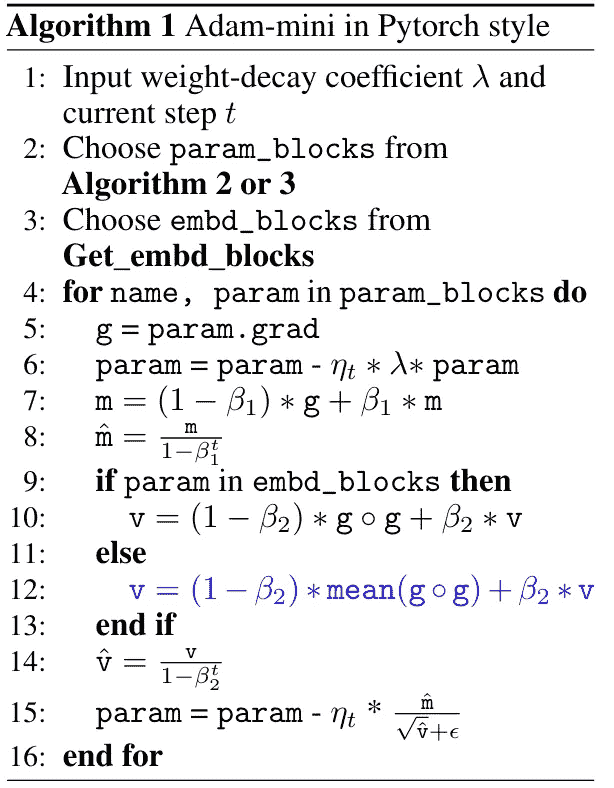 Algorithm 1 Adam-mini in Pytorch style
1: Input weight-decay coefficient λ and
current step t
2: Choose param_blocks from
Algorithm 2 or 3
3: Choose embd_blocks from
Get_embd_blocks
4: for name, param in param_blocks do
5: g = param.grad
6: param = param - η_t * λ* param
7: m = (1 − β_1) * g + β_1 * m
8: m̂ = m / (1−β_1^t)
9: if param in embd_blocks then
10: v = (1 − β_2) * g ∘ g + β_2 * v
11: else
12: v = (1 − β_2) * mean(g ∘ g) + β_2 * v
13: end if
14: v̂ = v / (1−β_2^t)
15: param = param - η_t * m̂ / (√v̂+ϵ)
16: end for